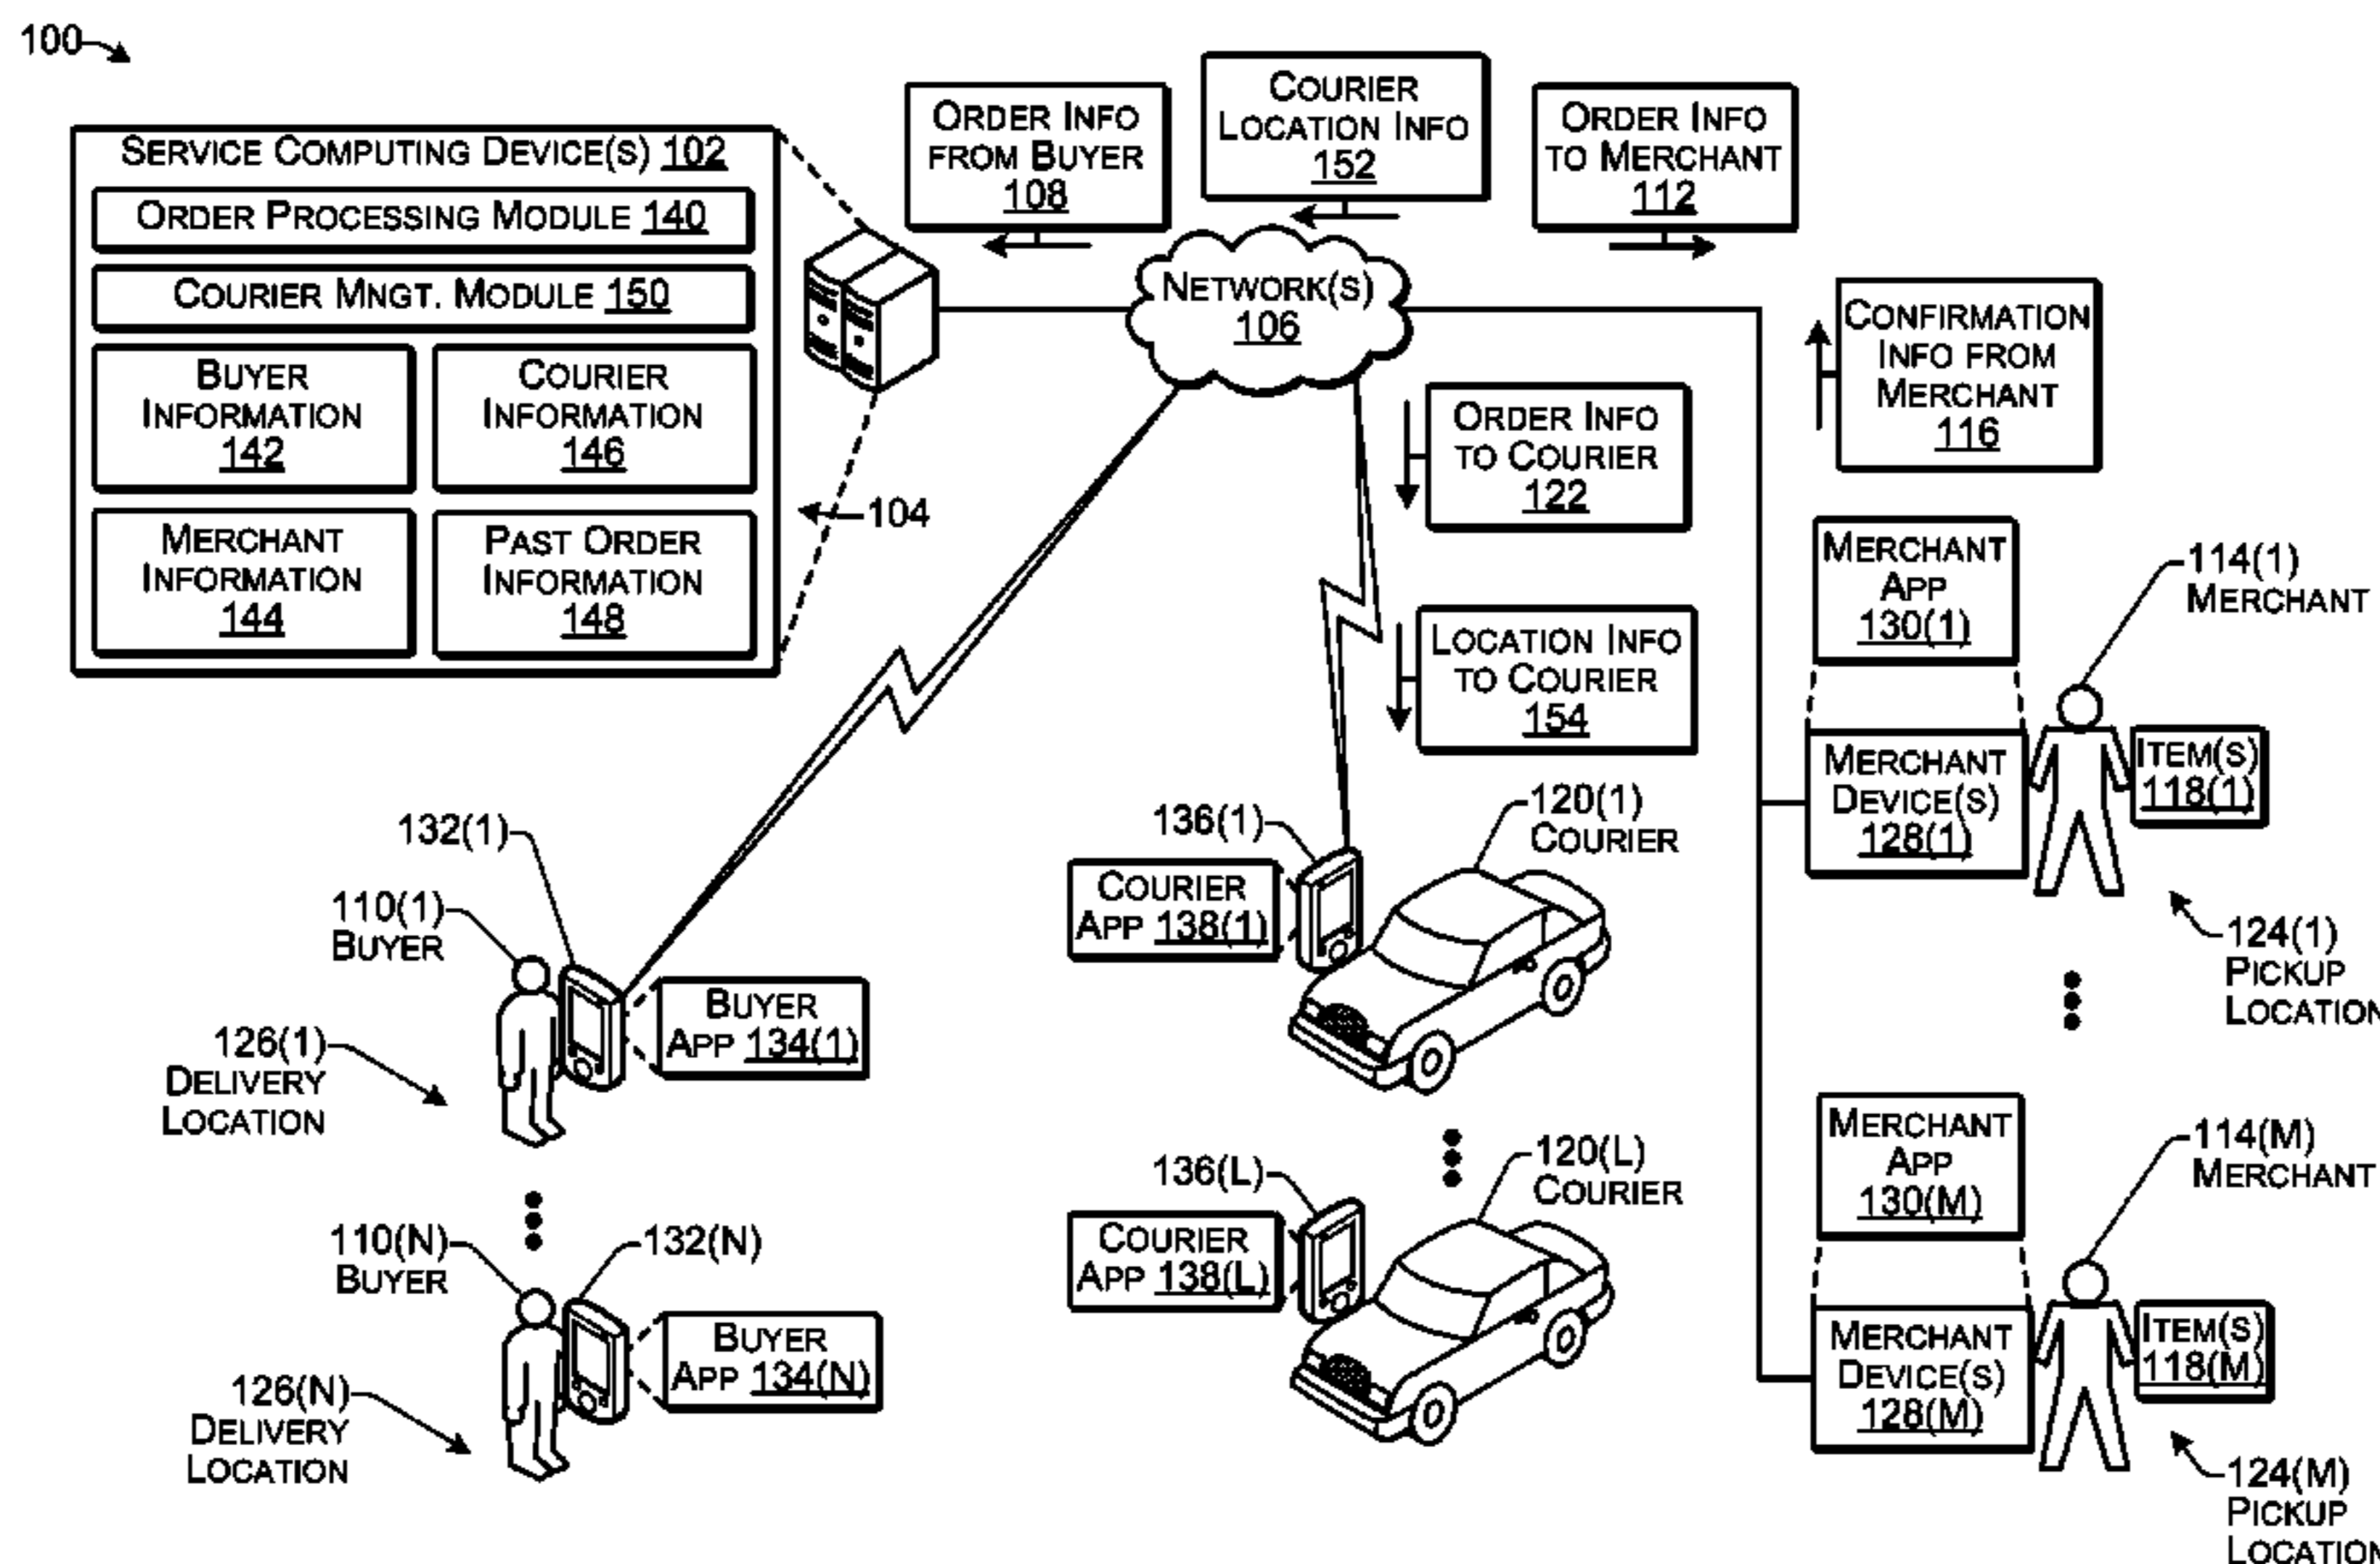 100
SERVICE COMPUTING DEVICE(S) 102
ORDER PROCESSING MODULE 140
COURIER MNGT. MODULE 150
BUYER
INFORMATION
142
COURIER
INFORMATION
146
MERCHANT
INFORMATION
144
PAST ORDER
INFORMATION
148
104
ORDER INFO
FROM BUYER
108
COURIER
LOCATION INFO
152
ORDER INFO
TO MERCHANT
112
NETWORK(S)
106
CONFIRMATION
INFO FROM
MERCHANT
116
ORDER INFO
TO COURIER
122
LOCATION INFO
TO COURIER
154
MERCHANT
APP
130(1)
114(1)
MERCHANT
MERCHANT
DEVICE(S)
128(1)
ITEM(S)
118(1)
124(1)
PICKUP
LOCATION
132(1)
110(1)
BUYER
BUYER
APP 134(1)
126(1)
DELIVERY
LOCATION
136(1)
120(1)
COURIER
COURIER
APP 138(1)
110(N)
BUYER
132(N)
BUYER
APP 134(N)
126(N)
DELIVERY
LOCATION
136(L)
120(L)
COURIER
COURIER
APP 138(L)
MERCHANT
APP
130(M)
114(M)
MERCHANT
MERCHANT
DEVICE(S)
128(M)
ITEM(S)
118(M)
124(M)
PICKUP
LOCATION